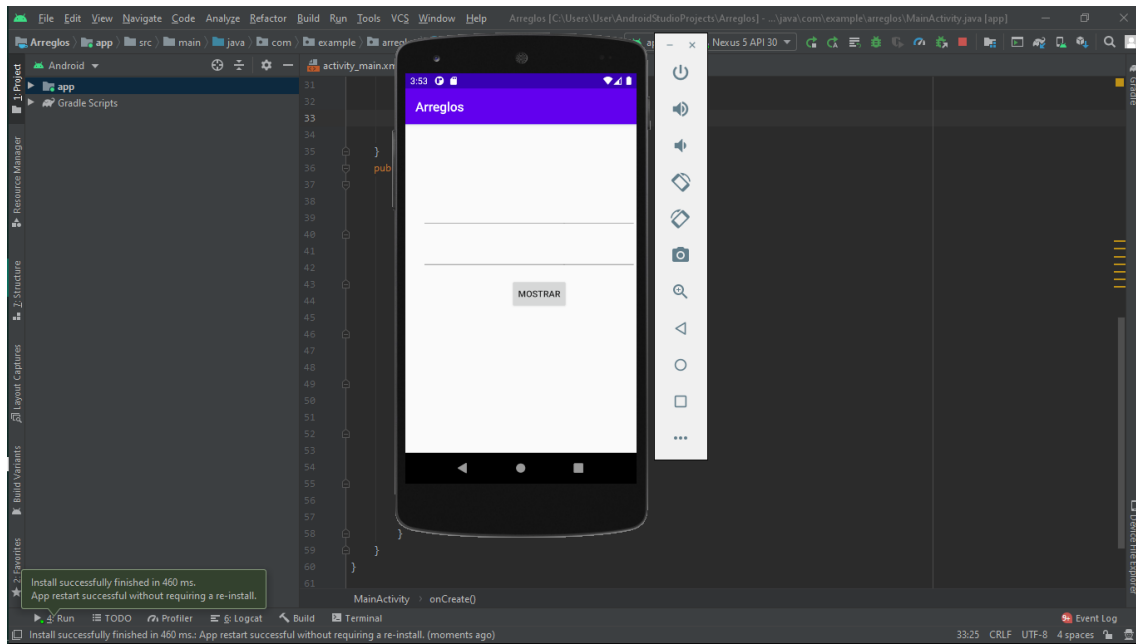 File Edit View Navigate Code Analyze Refactor Build Run Tools VCS Window Help Arreglos [C:\Users\User\AndroidStudioProjects\Arreglos] - ...\java\com\example\arreglos\MainActivity.java [app]
Arreglos app src main java com example Nexus 5 API 30
Android
activity_main.xm
1: Project
Resource Manager
Z: Structure
Layout Captures
Build Variants
2: Favorites
app
Gradle Scripts
31
32
33
34
35 }
36 pub
37
38
39
40
41
42
43
44
45
46
47
48
49
50
51
52
53
54
55
56
57
58 }
59 }
60 }
61
3:53
Arreglos
MOSTRAR
Gradle
Device File Explorer
Install successfully finished in 460 ms.
App restart successful without requiring a re-install.
MainActivity onCreate()
4: Run TODO Profiler 6: Logcat Build Terminal 9+ Event Log
Install successfully finished in 460 ms.: App restart successful without requiring a re-install. (moments ago) 33:25 CRLF UTF-8 4 spaces